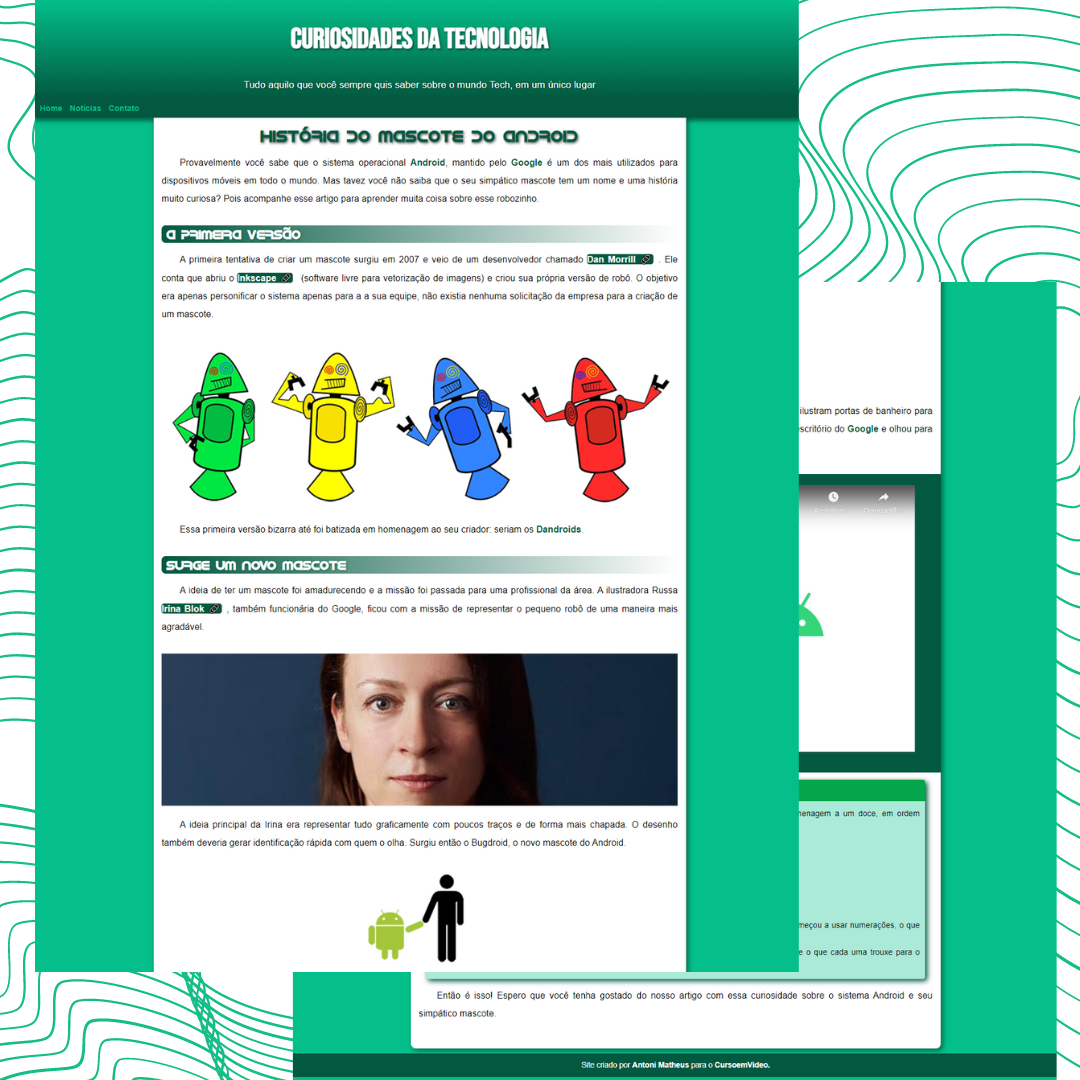 CURIOSIDADES DA TECNOLOGIA
Tudo aquilo que você sempre quis saber sobre o mundo Tech, em um único lugar
Home Notícias Contato
HISTÓRIA DO MASCOTE DO ANDROID
Provavelmente você sabe que o sistema operacional Android, mantido pelo Google é um dos mais utilizados para
dispositivos móveis em todo o mundo. Mas tavez você não saiba que o seu simpático mascote tem um nome e uma história
muito curiosa? Pois acompanhe esse artigo para aprender muita coisa sobre esse robozinho.
A PRIMEIRA VERSÃO
A primeira tentativa de criar um mascote surgiu em 2007 e veio de um desenvolvedor chamado Dan Morrill . Ele
conta que abriu o Inkscape (software livre para vetorização de imagens) e criou sua própria versão de robô. O objetivo
era apenas personificar o sistema apenas para a a sua equipe, não existia nenhuma solicitação da empresa para a criação de
um mascote.
Essa primeira versão bizarra até foi batizada em homenagem ao seu criador: seriam os Dandroids.
SURGE UM NOVO MASCOTE
A ideia de ter um mascote foi amadurecendo e a missão foi passada para uma profissional da área. A ilustradora Russa
Irina Blok , também funcionária do Google, ficou com a missão de representar o pequeno robô de uma maneira mais
agradável.
A ideia principal da Irina era representar tudo graficamente com poucos traços e de forma mais chapada. O desenho
também deveria gerar identificação rápida com quem o olha. Surgiu então o Bugdroid, o novo mascote do Android.
ilustram portas de banheiro para
escritório do Google e olhou para
menagem a um doce, em ordem
meçou a usar numerações, o que
e o que cada uma trouxe para o
Então é isso! Espero que você tenha gostado do nosso artigo com essa curiosidade sobre o sistema Android e seu
simpático mascote.
Site criado por Antoni Matheus para o CursoemVideo.